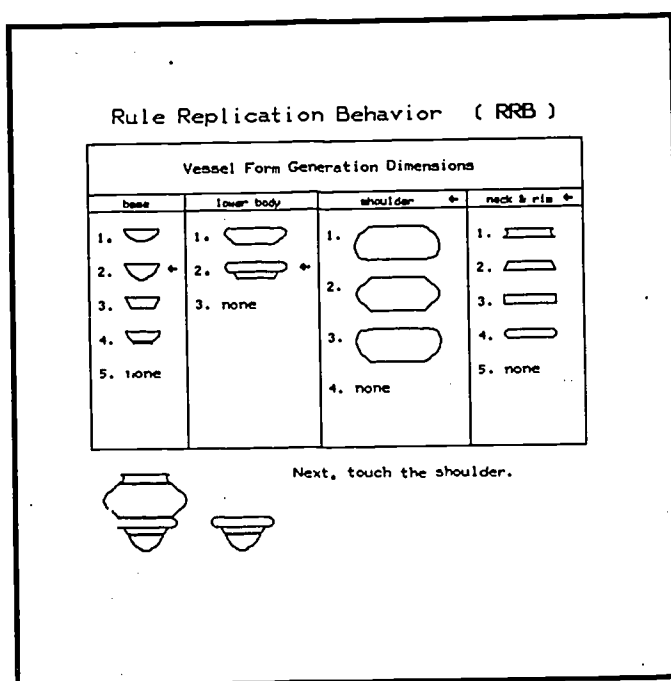 Rule Replication Behavior ( RRB )
Vessel Form Generation Dimensions
base lower body shoulder ← neck & rim ←
1. 1. 1. 1.
2. ← 2. ← 2. 2.
3. 3. none 3. 3.
4. 4. none 4.
5. none 5. none
Next, touch the shoulder.